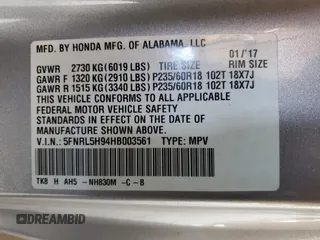 MFD. BY HONDA MFG. OF ALABAMA, LLC 01/'17
GVWR 2730 KG (6019 LBS) TIRE SIZE RIM SIZE
GAWR F 1320 KG (2910 LBS) P235/60R18 102T 18X7J
GAWR R 1515 KG (3340 LBS) P235/60R18 102T 18X7J
THIS VEHICLE CONFORMS TO ALL APPLICABLE
FEDERAL MOTOR VEHICLE SAFETY STANDARDS IN
EFFECT ON THE DATE OF MANUFACTURE SHOWN ABOVE.
V.I.N.: 5FNRL5H94HB003561 TYPE: MPV
TK8 H AH5 -NH830M -C -B
DREAMBID